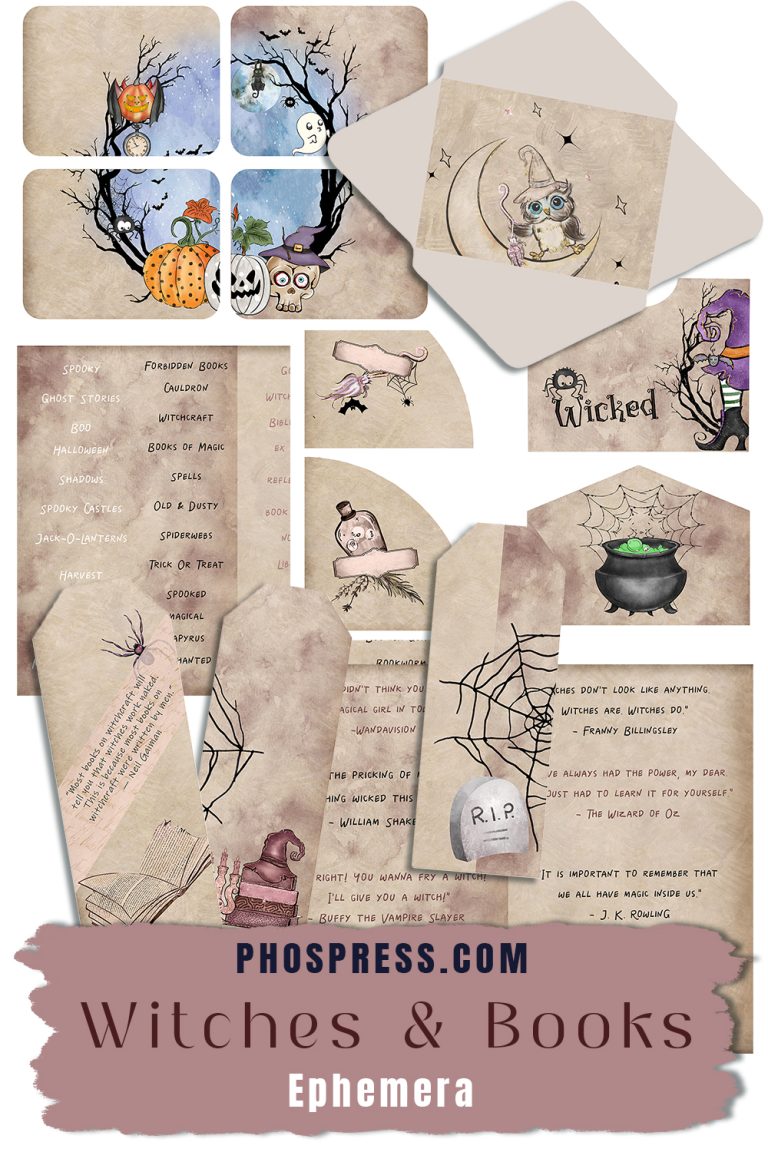 Wicked
Spooky
Ghost Stories
Boo
Halloween
Shadows
Spooky Castles
Jack-O-Lanterns
Harvest
Forbidden Books
Cauldron
Witchcraft
Books of Magic
Spells
Old & Dusty
Spiderwebs
Trick Or Treat
Spooked
"Most books on witchcraft will
tell you that witches work naked.
This is because most books on
witchcraft were written by men."
- Neil Gaiman
Bookworm
didn't think you
-Wandavision
the pricking of
this
- William
right! You wanna fry a witch?
I'll give you a witch!"
- Buffy the Vampire Slayer
R.I.P.
don't look like anything.
Witches are. Witches do."
- Franny Billingsley
always had the power, my dear.
just had to learn it for yourself."
- The Wizard of Oz
"It is important to remember that
we all have magic inside us."
- J. K. Rowling
PHOSPRESS.COM
Witches & Books
Ephemera